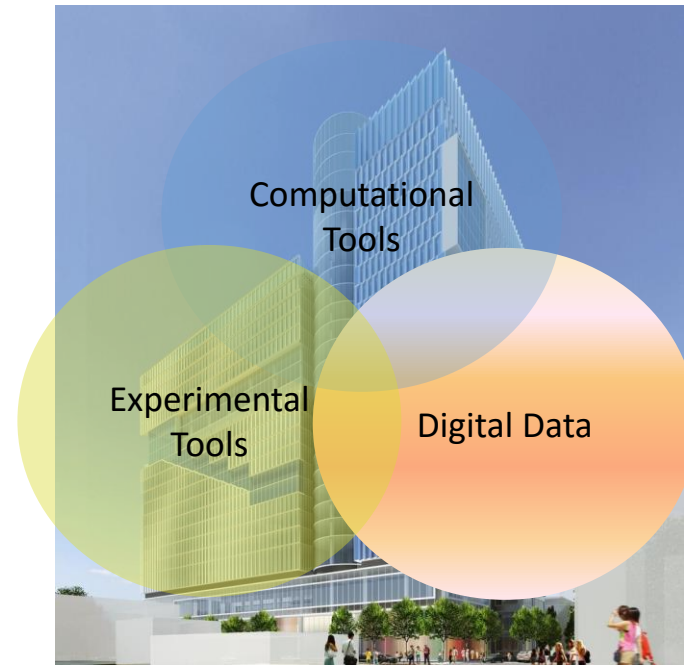 Computational
Tools
Experimental
Tools
Digital Data